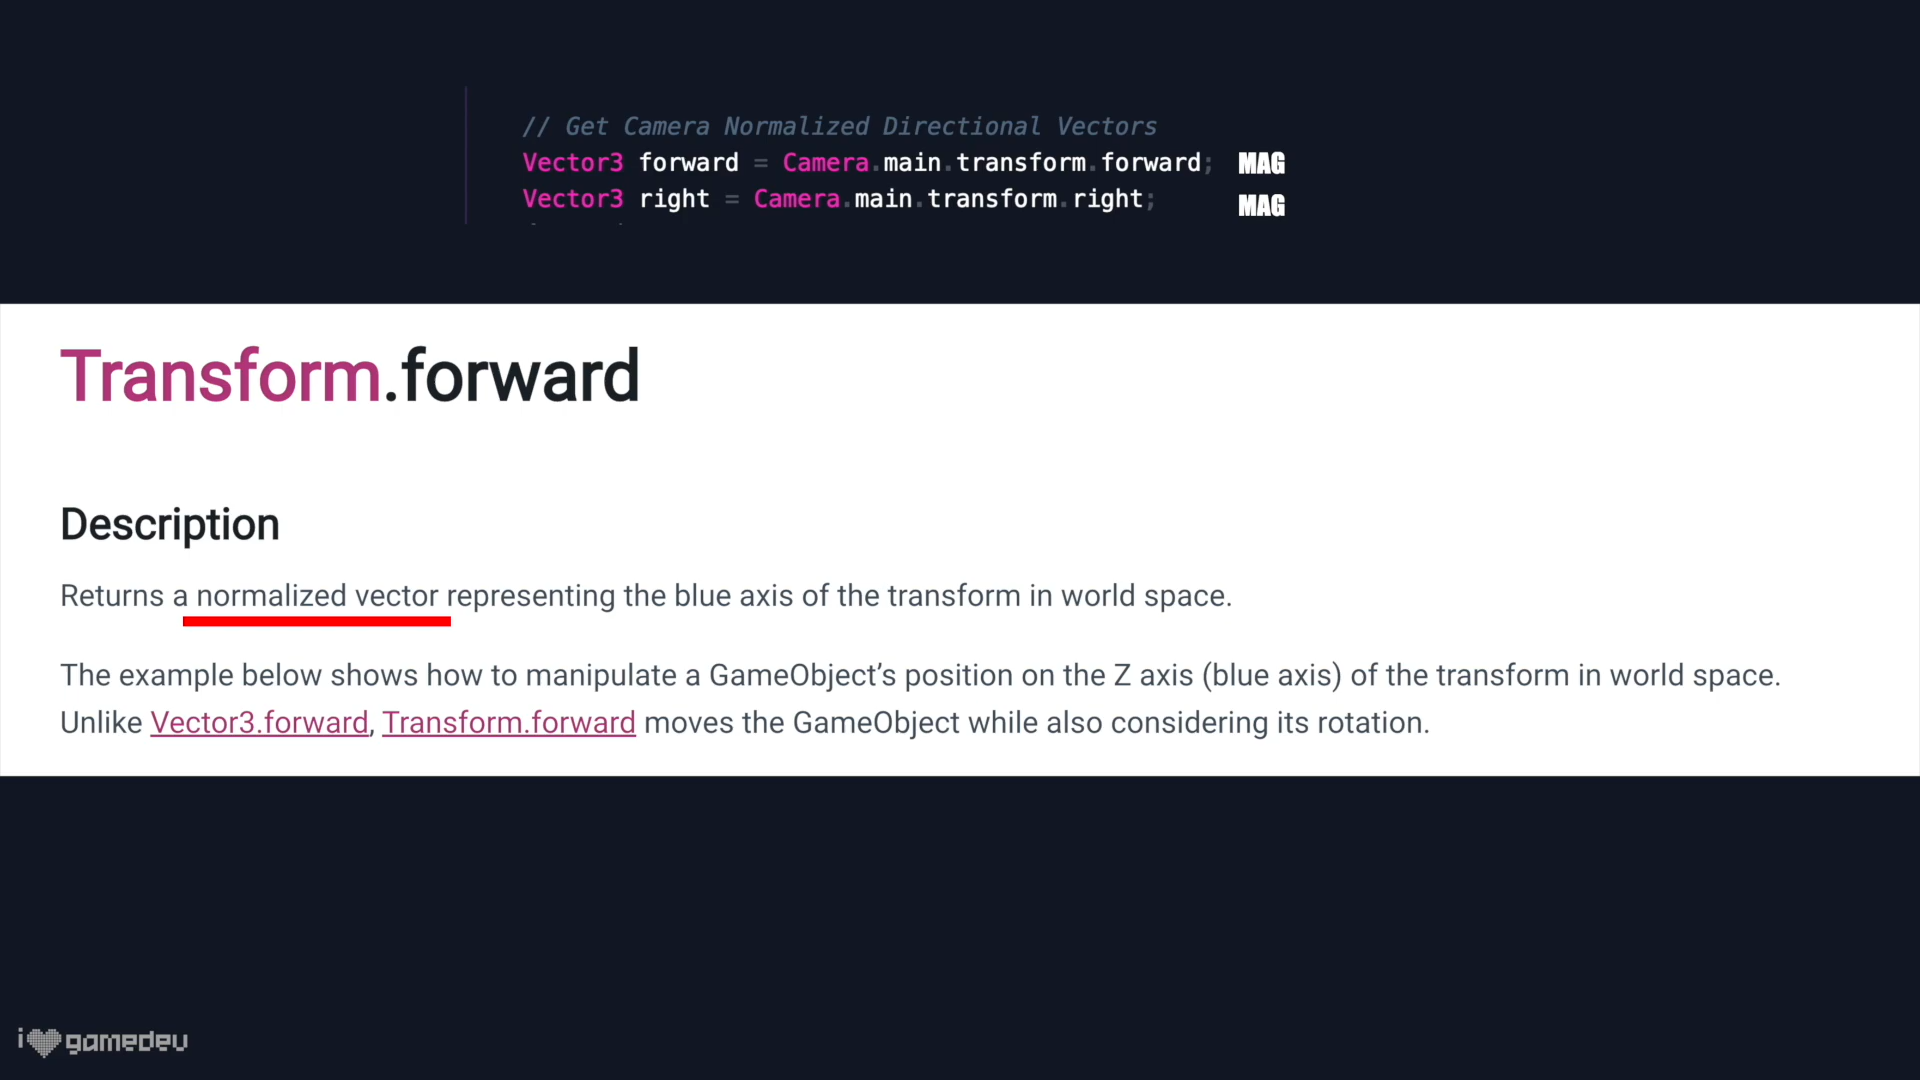 // Get Camera Normalized Directional Vectors
Vector3 forward = Camera.main.transform.forward; MAG
Vector3 right = Camera.main.transform.right; MAG
Transform.forward
Description
Returns a normalized vector representing the blue axis of the transform in world space.
The example below shows how to manipulate a GameObject’s position on the Z axis (blue axis) of the transform in world space.
Unlike Vector3.forward, Transform.forward moves the GameObject while also considering its rotation.
i gamedev